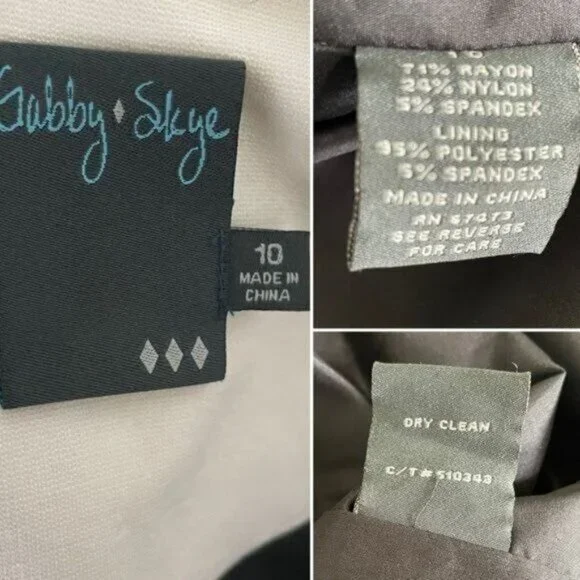 Gabby Skye
10
MADE IN
CHINA
71% RAYON
24% NYLON
5% SPANDEX
LINING
95% POLYESTER
5% SPANDEX
MADE IN CHINA
RN 67473
SEE REVERSE
FOR CARE
DRY CLEAN
C/T# 510343